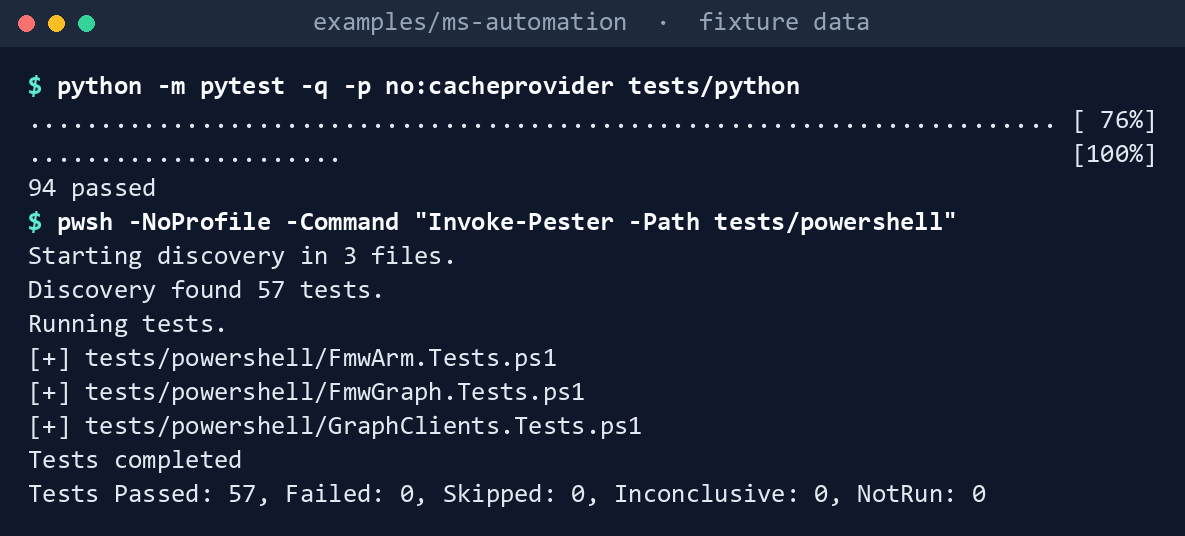 examples/ms-automation · fixture data
$ python -m pytest -q -p no:cacheprovider tests/python
........................................................................ [ 76%]
...................... [100%]
94 passed
$ pwsh -NoProfile -Command "Invoke-Pester -Path tests/powershell"
Starting discovery in 3 files.
Discovery found 57 tests.
Running tests.
[+] tests/powershell/FmwArm.Tests.ps1
[+] tests/powershell/FmwGraph.Tests.ps1
[+] tests/powershell/GraphClients.Tests.ps1
Tests completed
Tests Passed: 57, Failed: 0, Skipped: 0, Inconclusive: 0, NotRun: 0